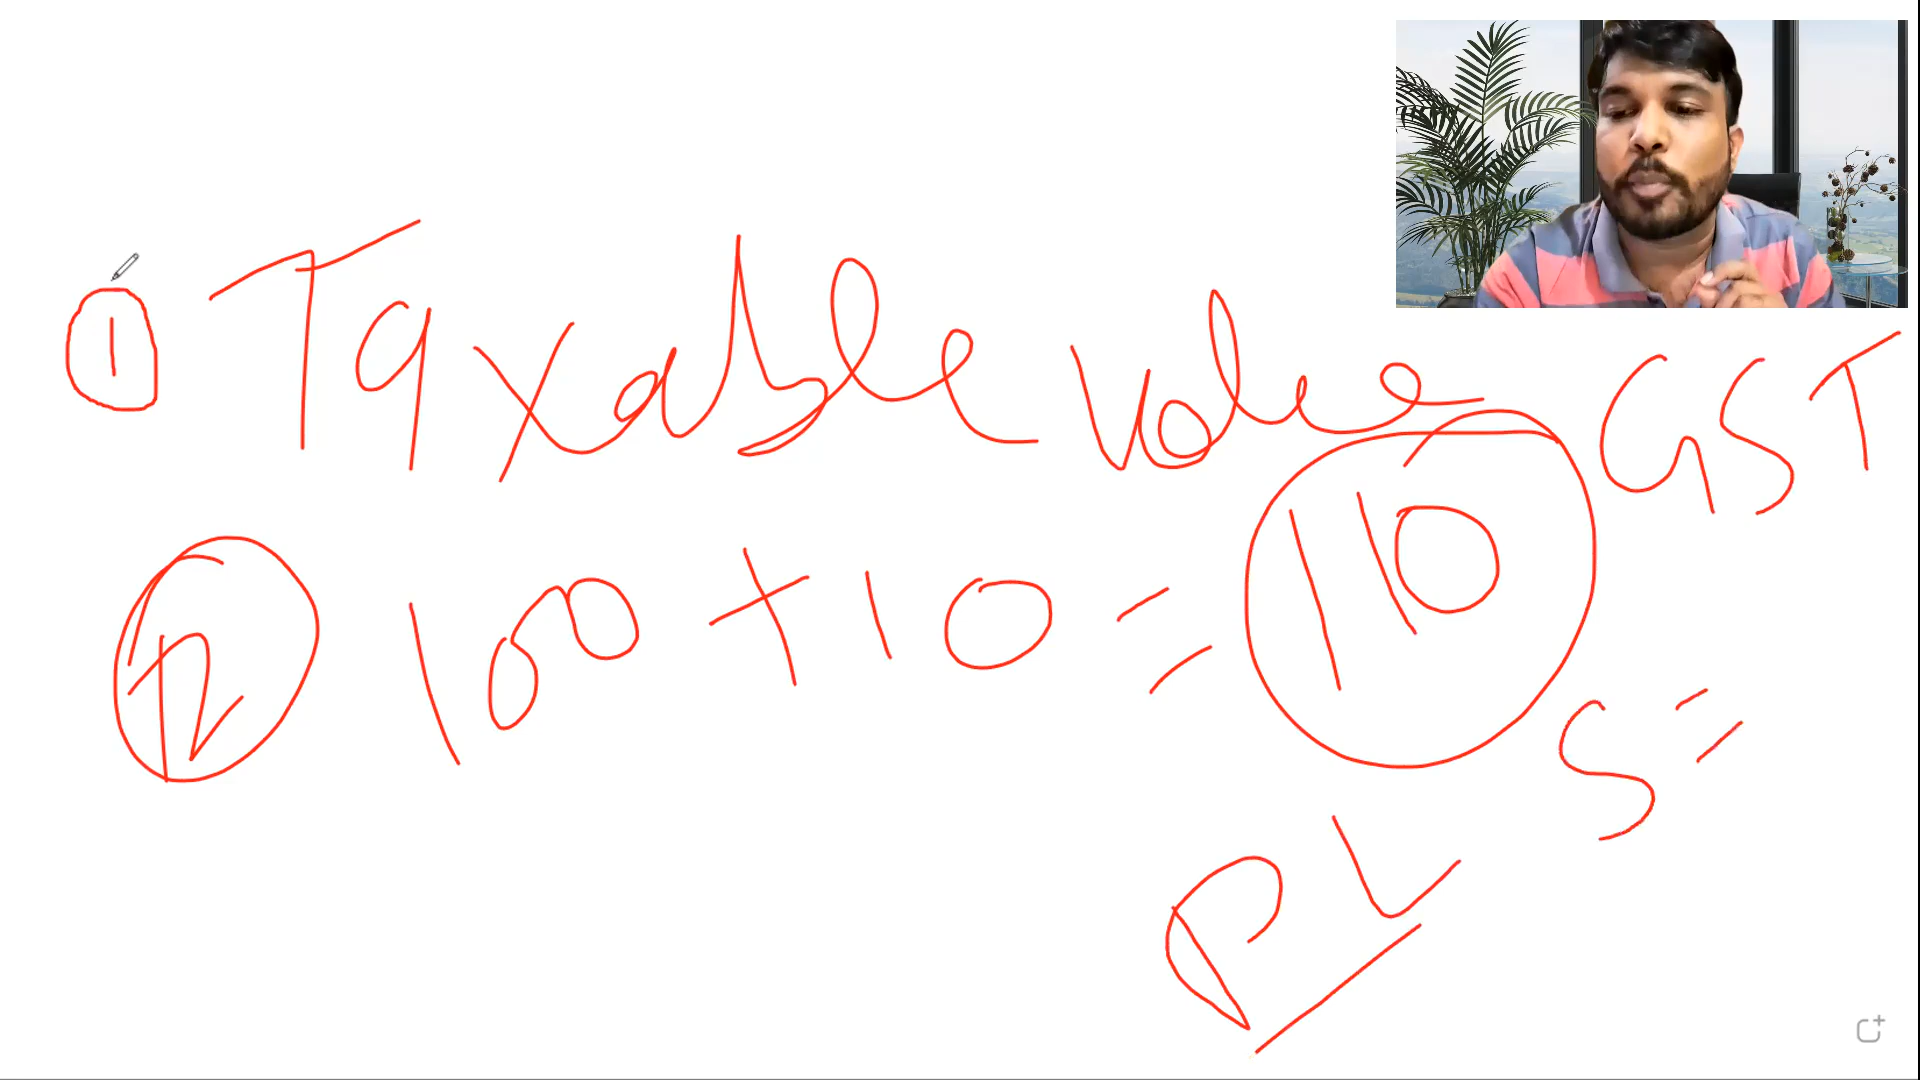 ① Taxable value GST
② 100 + 10 = 110
S =
PL